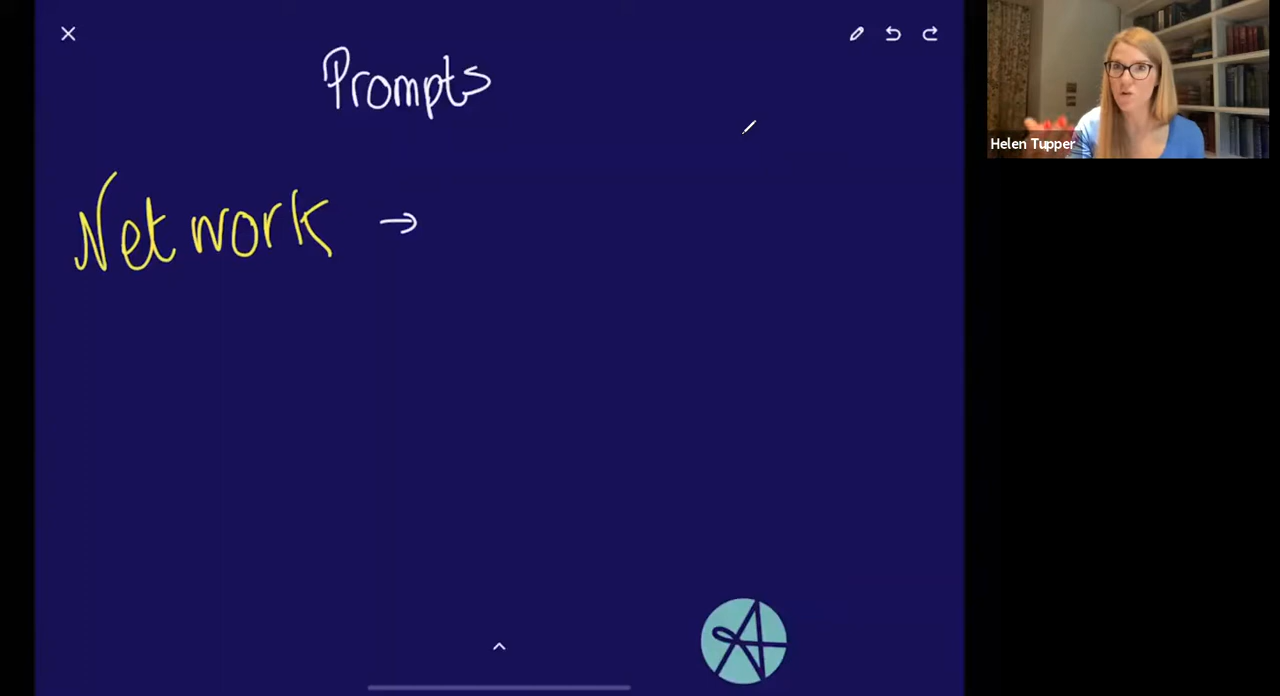 Prompts
Helen Tupper
Network →